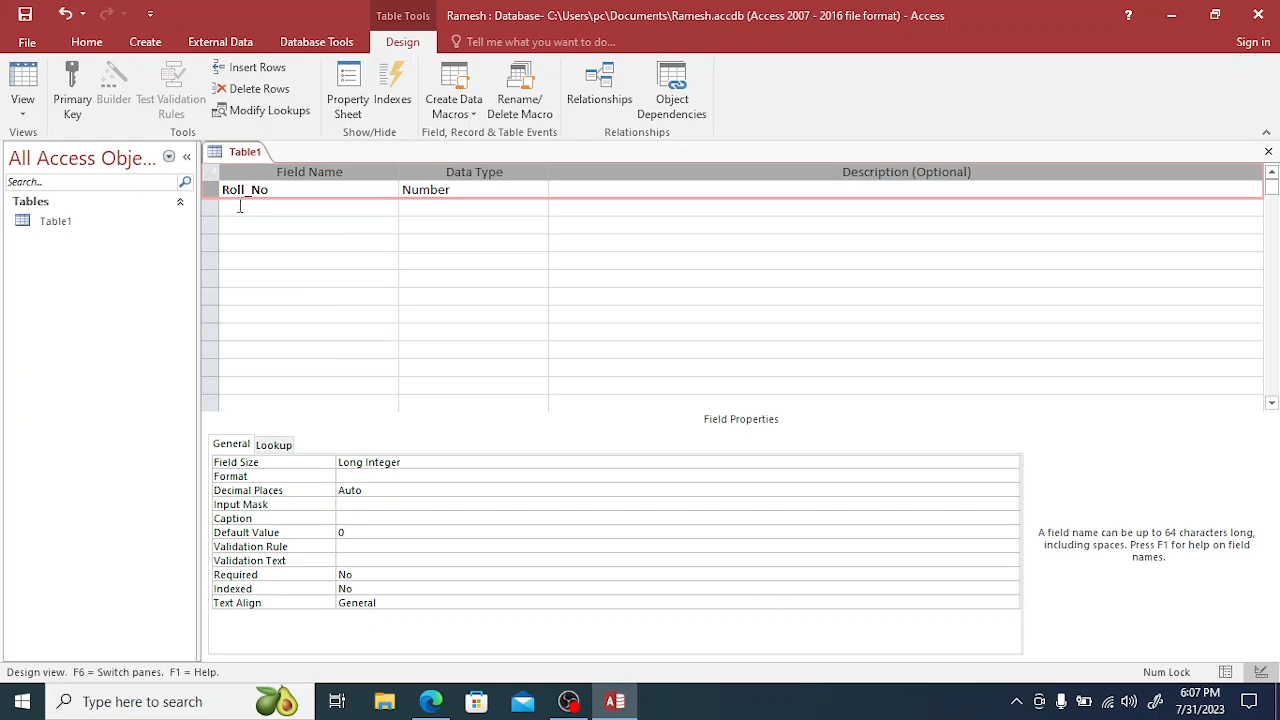 Table Tools
Ramesh : Database- C:\Users\pc\Documents\Ramesh.accdb (Access 2007 - 2016 file format) - Access
?
File
Home
Create
External Data
Database Tools
Design
Tell me what you want to do...
Sign in
View
Primary Key
Builder
Test Validation Rules
Insert Rows
Delete Rows
Modify Lookups
Property Sheet
Indexes
Create Data Macros
Rename/ Delete Macro
Relationships
Object Dependencies
Views
Tools
Show/Hide
Field, Record & Table Events
Relationships
All Access Obje...
Search...
Tables
Table1
Table1
Field Name
Data Type
Description (Optional)
Roll_No
Number
Field Properties
General
Lookup
Field Size
Long Integer
Format
Decimal Places
Auto
Input Mask
Caption
Default Value
0
Validation Rule
Validation Text
Required
No
Indexed
No
Text Align
General
A field name can be up to 64 characters long,
including spaces. Press F1 for help on field
names.
Design view. F6 = Switch panes. F1 = Help.
Num Lock
Type here to search
6:07 PM
7/31/2023